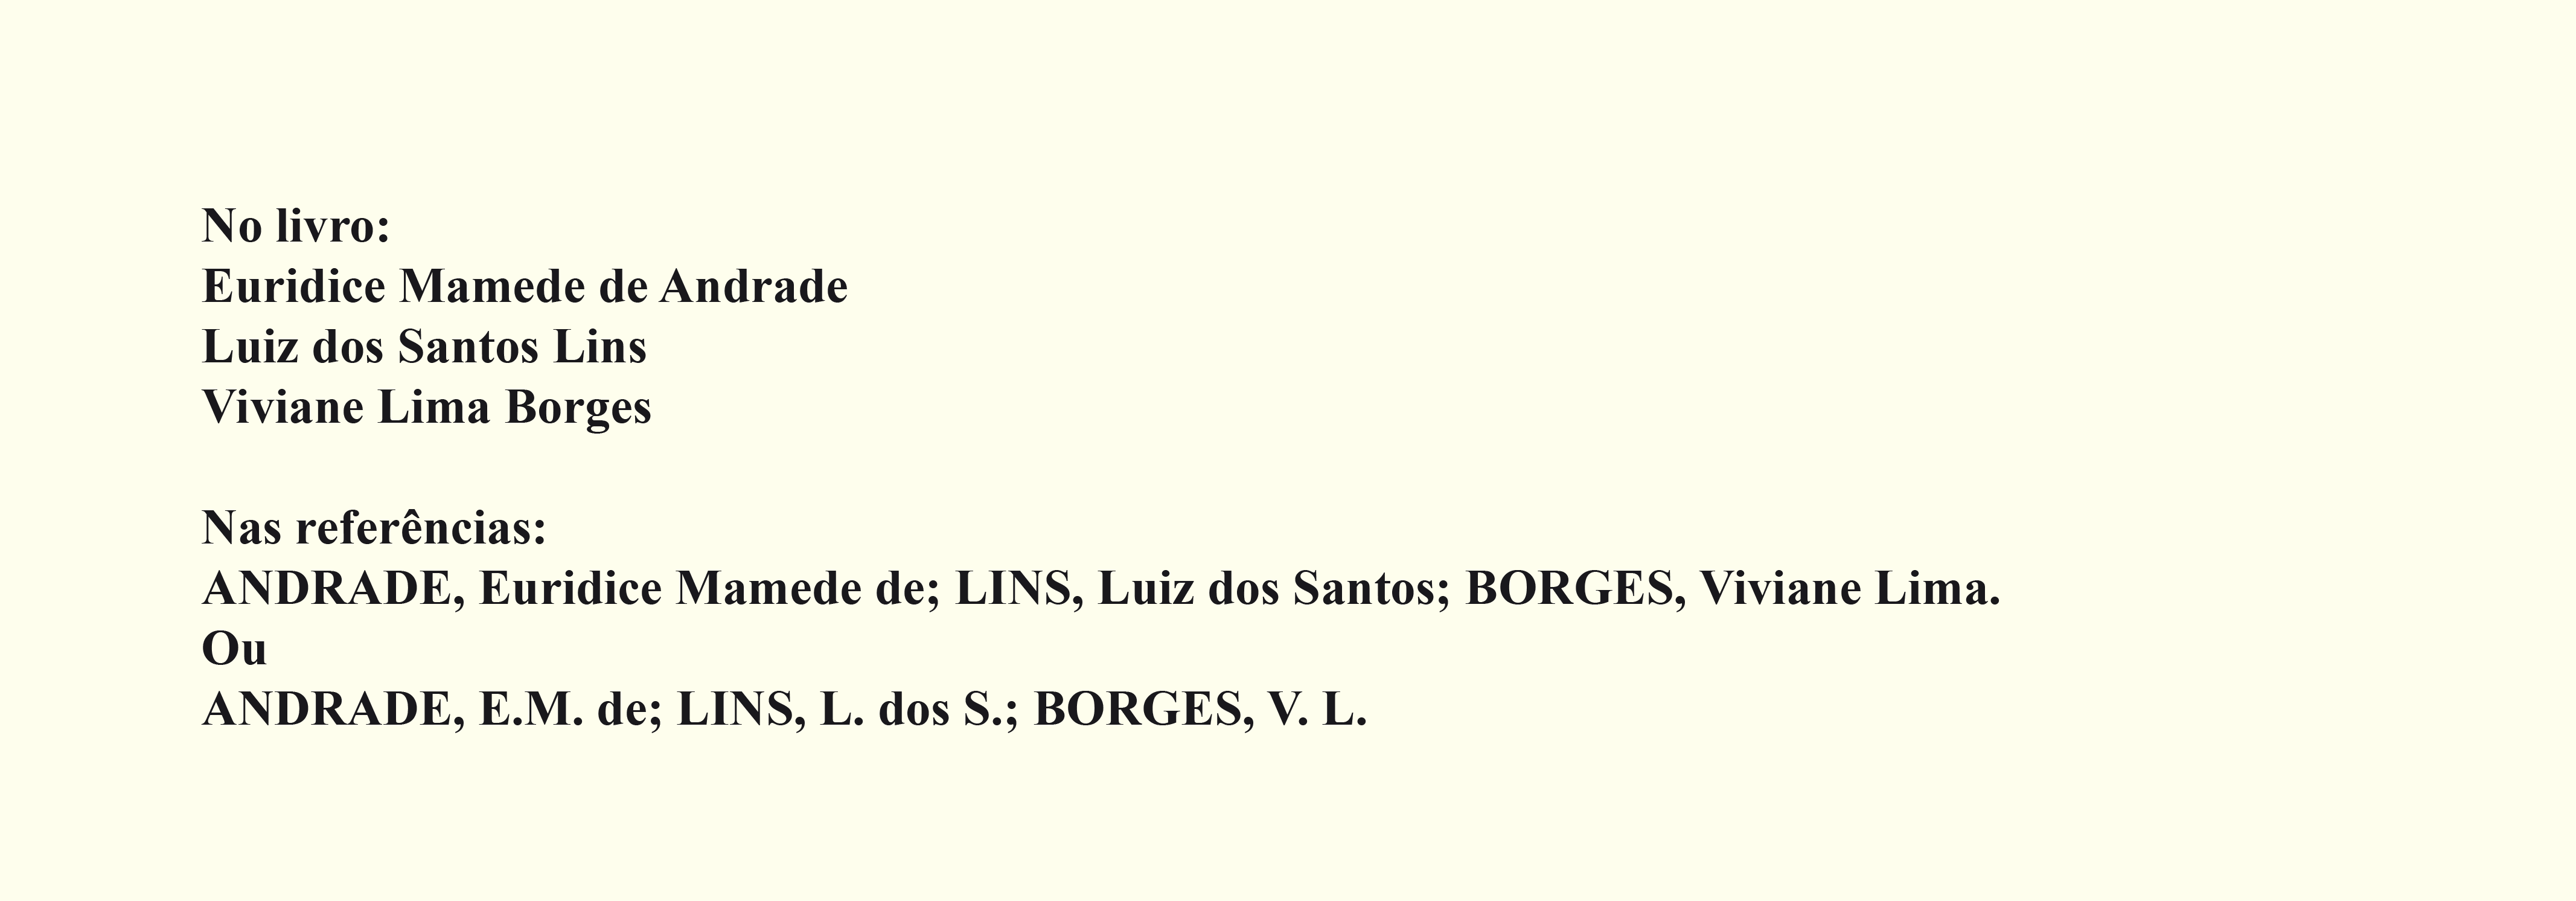 No livro:
Euridice Mamede de Andrade
Luiz dos Santos Lins
Viviane Lima Borges
Nas referências:
ANDRADE, Euridice Mamede de; LINS, Luiz dos Santos; BORGES, Viviane Lima.
Ou
ANDRADE, E.M. de; LINS, L. dos S.; BORGES, V. L.